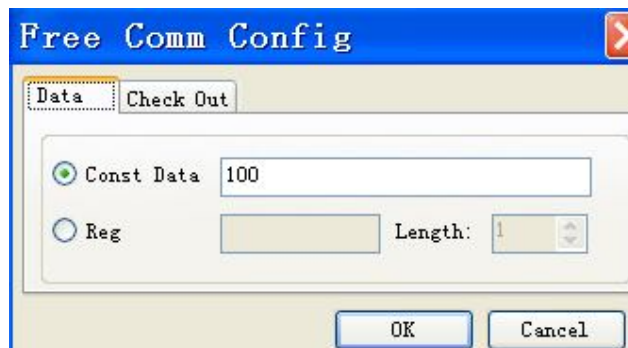 Free Comm Config
Data Check Out
Const Data 100
Reg Length: 1
OK Cancel